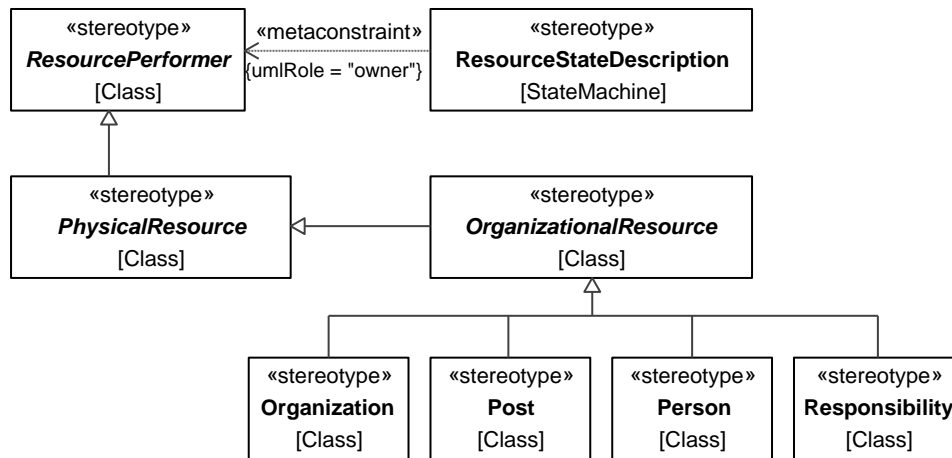 «stereotype»
ResourcePerformer
[Class]
«metaconstraint»
{umlRole = "owner"}
«stereotype»
ResourceStateDescription
[StateMachine]
«stereotype»
PhysicalResource
[Class]
«stereotype»
OrganizationalResource
[Class]
«stereotype»
Organization
[Class]
«stereotype»
Post
[Class]
«stereotype»
Person
[Class]
«stereotype»
Responsibility
[Class]